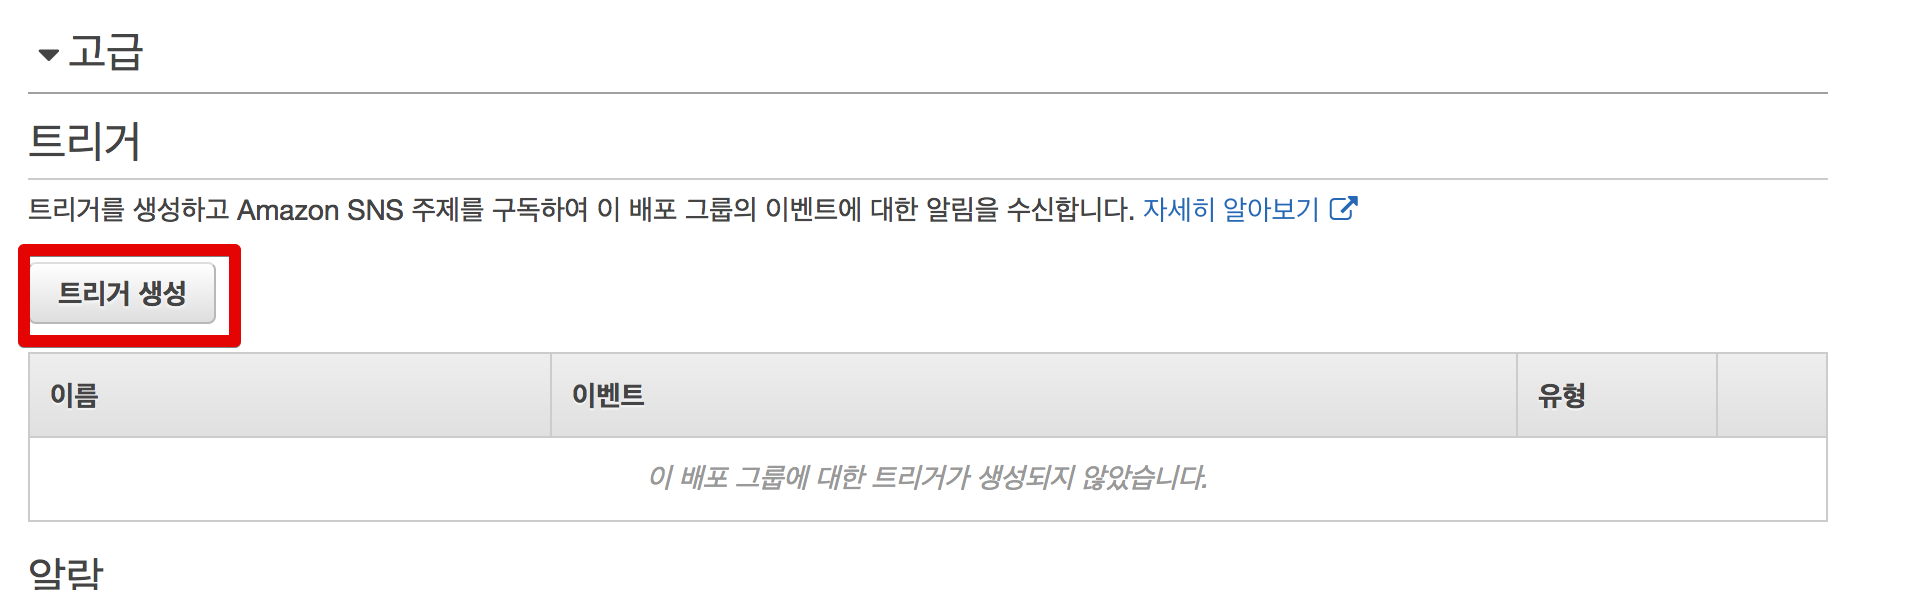 고급
트리거
트리거를 생성하고 Amazon SNS 주제를 구독하여 이 배포 그룹의 이벤트에 대한 알림을 수신합니다. 자세히 알아보기
트리거 생성
이름 이벤트 유형
이 배포 그룹에 대한 트리거가 생성되지 않았습니다.
알람